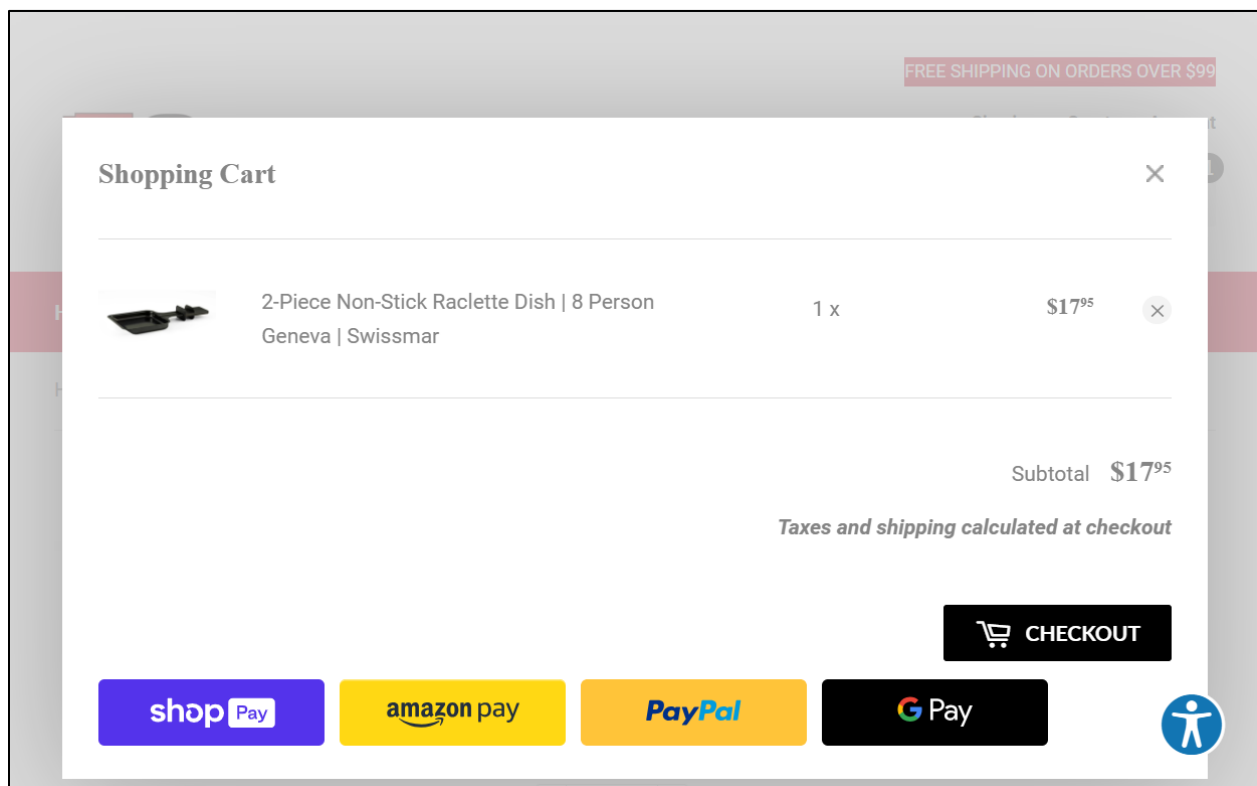 FREE SHIPPING ON ORDERS OVER $99
Shopping Cart
2-Piece Non-Stick Raclette Dish | 8 Person
Geneva | Swissmar
1 x
$17⁹⁵
Subtotal $17⁹⁵
Taxes and shipping calculated at checkout
CHECKOUT
shop Pay
amazon pay
PayPal
G Pay